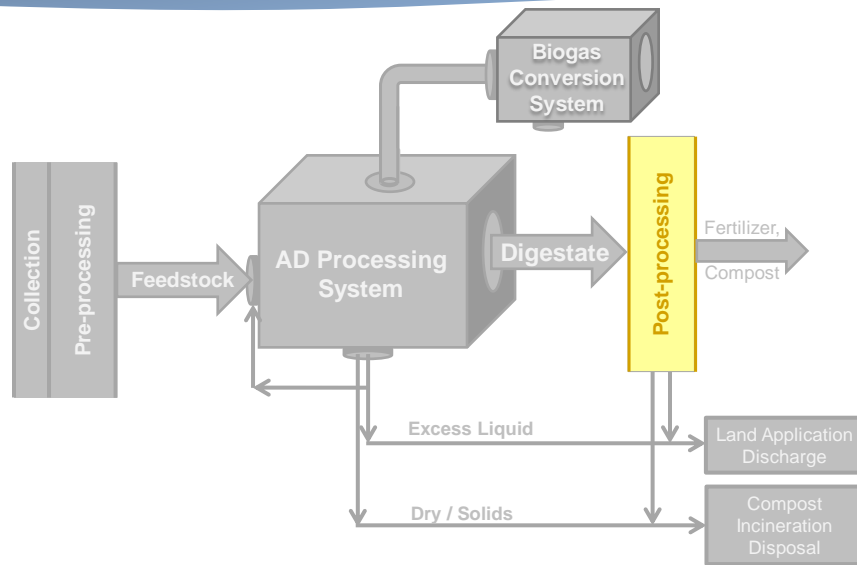 Biogas
Conversion
System
Collection
Pre-processing
Feedstock
AD Processing
System
Digestate
Post-processing
Fertilizer,
Compost
Excess Liquid
Land Application
Discharge
Dry / Solids
Compost
Incineration
Disposal